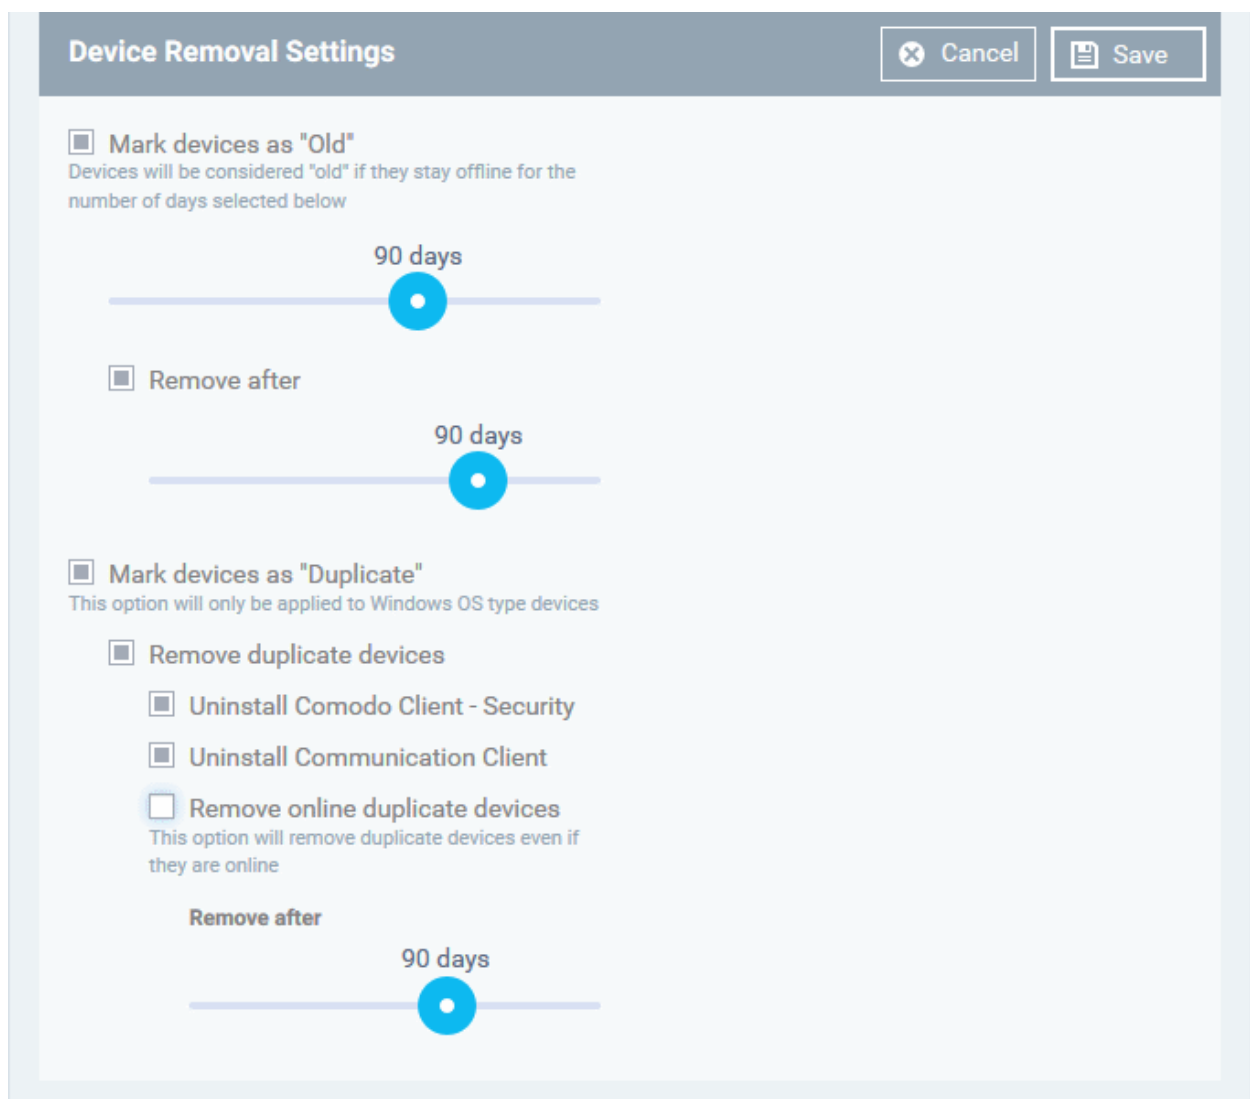 Device Removal Settings
Cancel
Save
Mark devices as "Old"
Devices will be considered "old" if they stay offline for the
number of days selected below
90 days
Remove after
90 days
Mark devices as "Duplicate"
This option will only be applied to Windows OS type devices
Remove duplicate devices
Uninstall Comodo Client - Security
Uninstall Communication Client
Remove online duplicate devices
This option will remove duplicate devices even if
they are online
Remove after
90 days